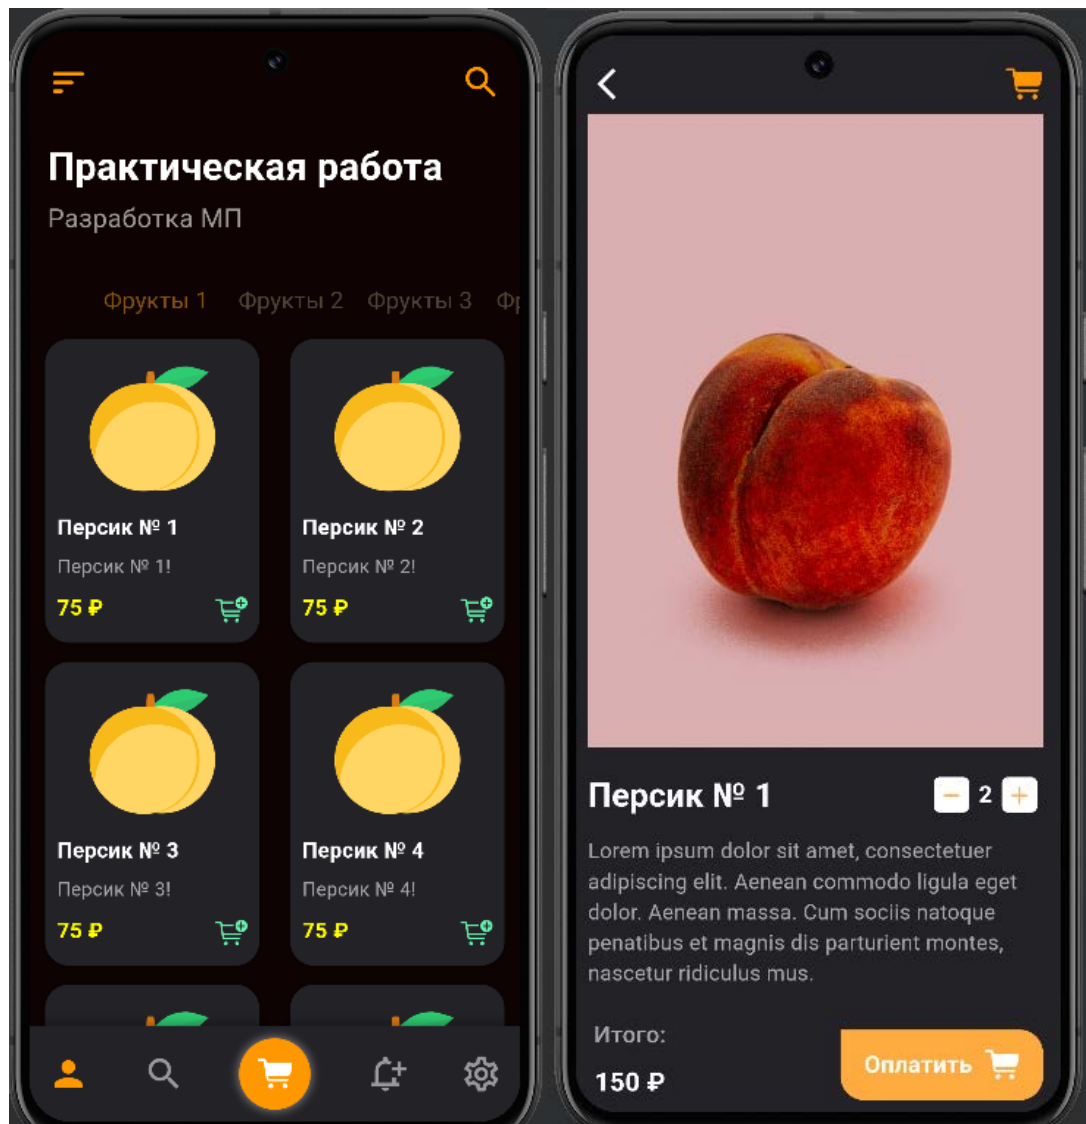 Практическая работа
Разработка МП
Фрукты 1 Фрукты 2 Фрукты 3 Фр
Персик № 1
Персик № 1!
75 ₽
Персик № 2
Персик № 2!
75 ₽
Персик № 3
Персик № 3!
75 ₽
Персик № 4
Персик № 4!
75 ₽
Персик № 1
2
Lorem ipsum dolor sit amet, consectetuer
adipiscing elit. Aenean commodo ligula eget
dolor. Aenean massa. Cum sociis natoque
penatibus et magnis dis parturient montes,
nascetur ridiculus mus.
Итого:
150 ₽
Оплатить